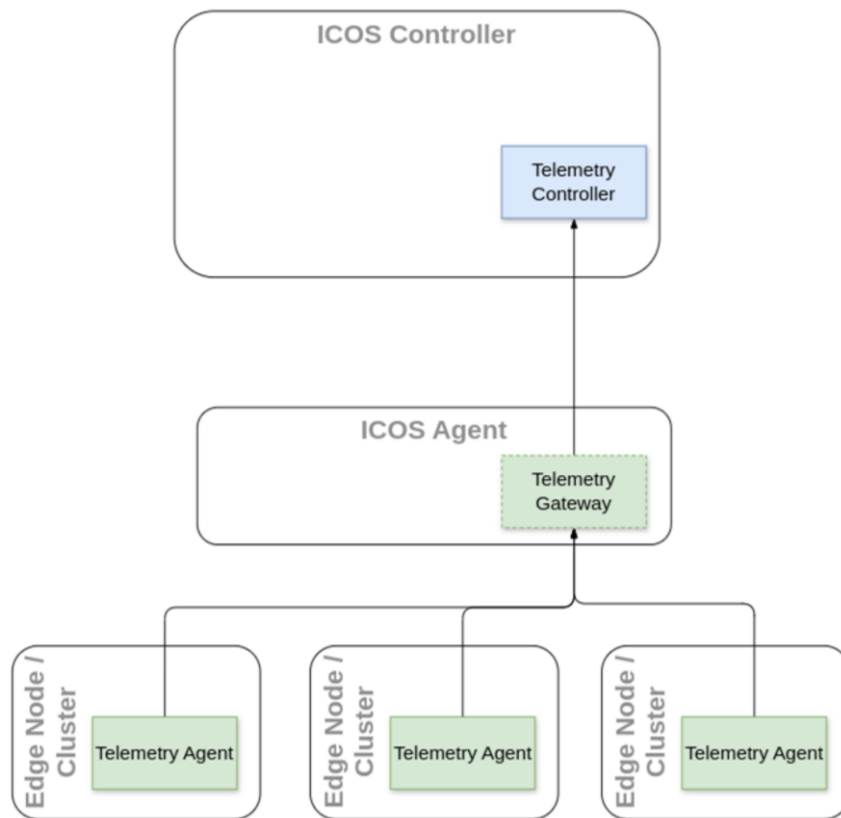 ICOS Controller
Telemetry
Controller
ICOS Agent
Telemetry
Gateway
Edge Node /
Cluster
Telemetry Agent
Edge Node /
Cluster
Telemetry Agent
Edge Node /
Cluster
Telemetry Agent